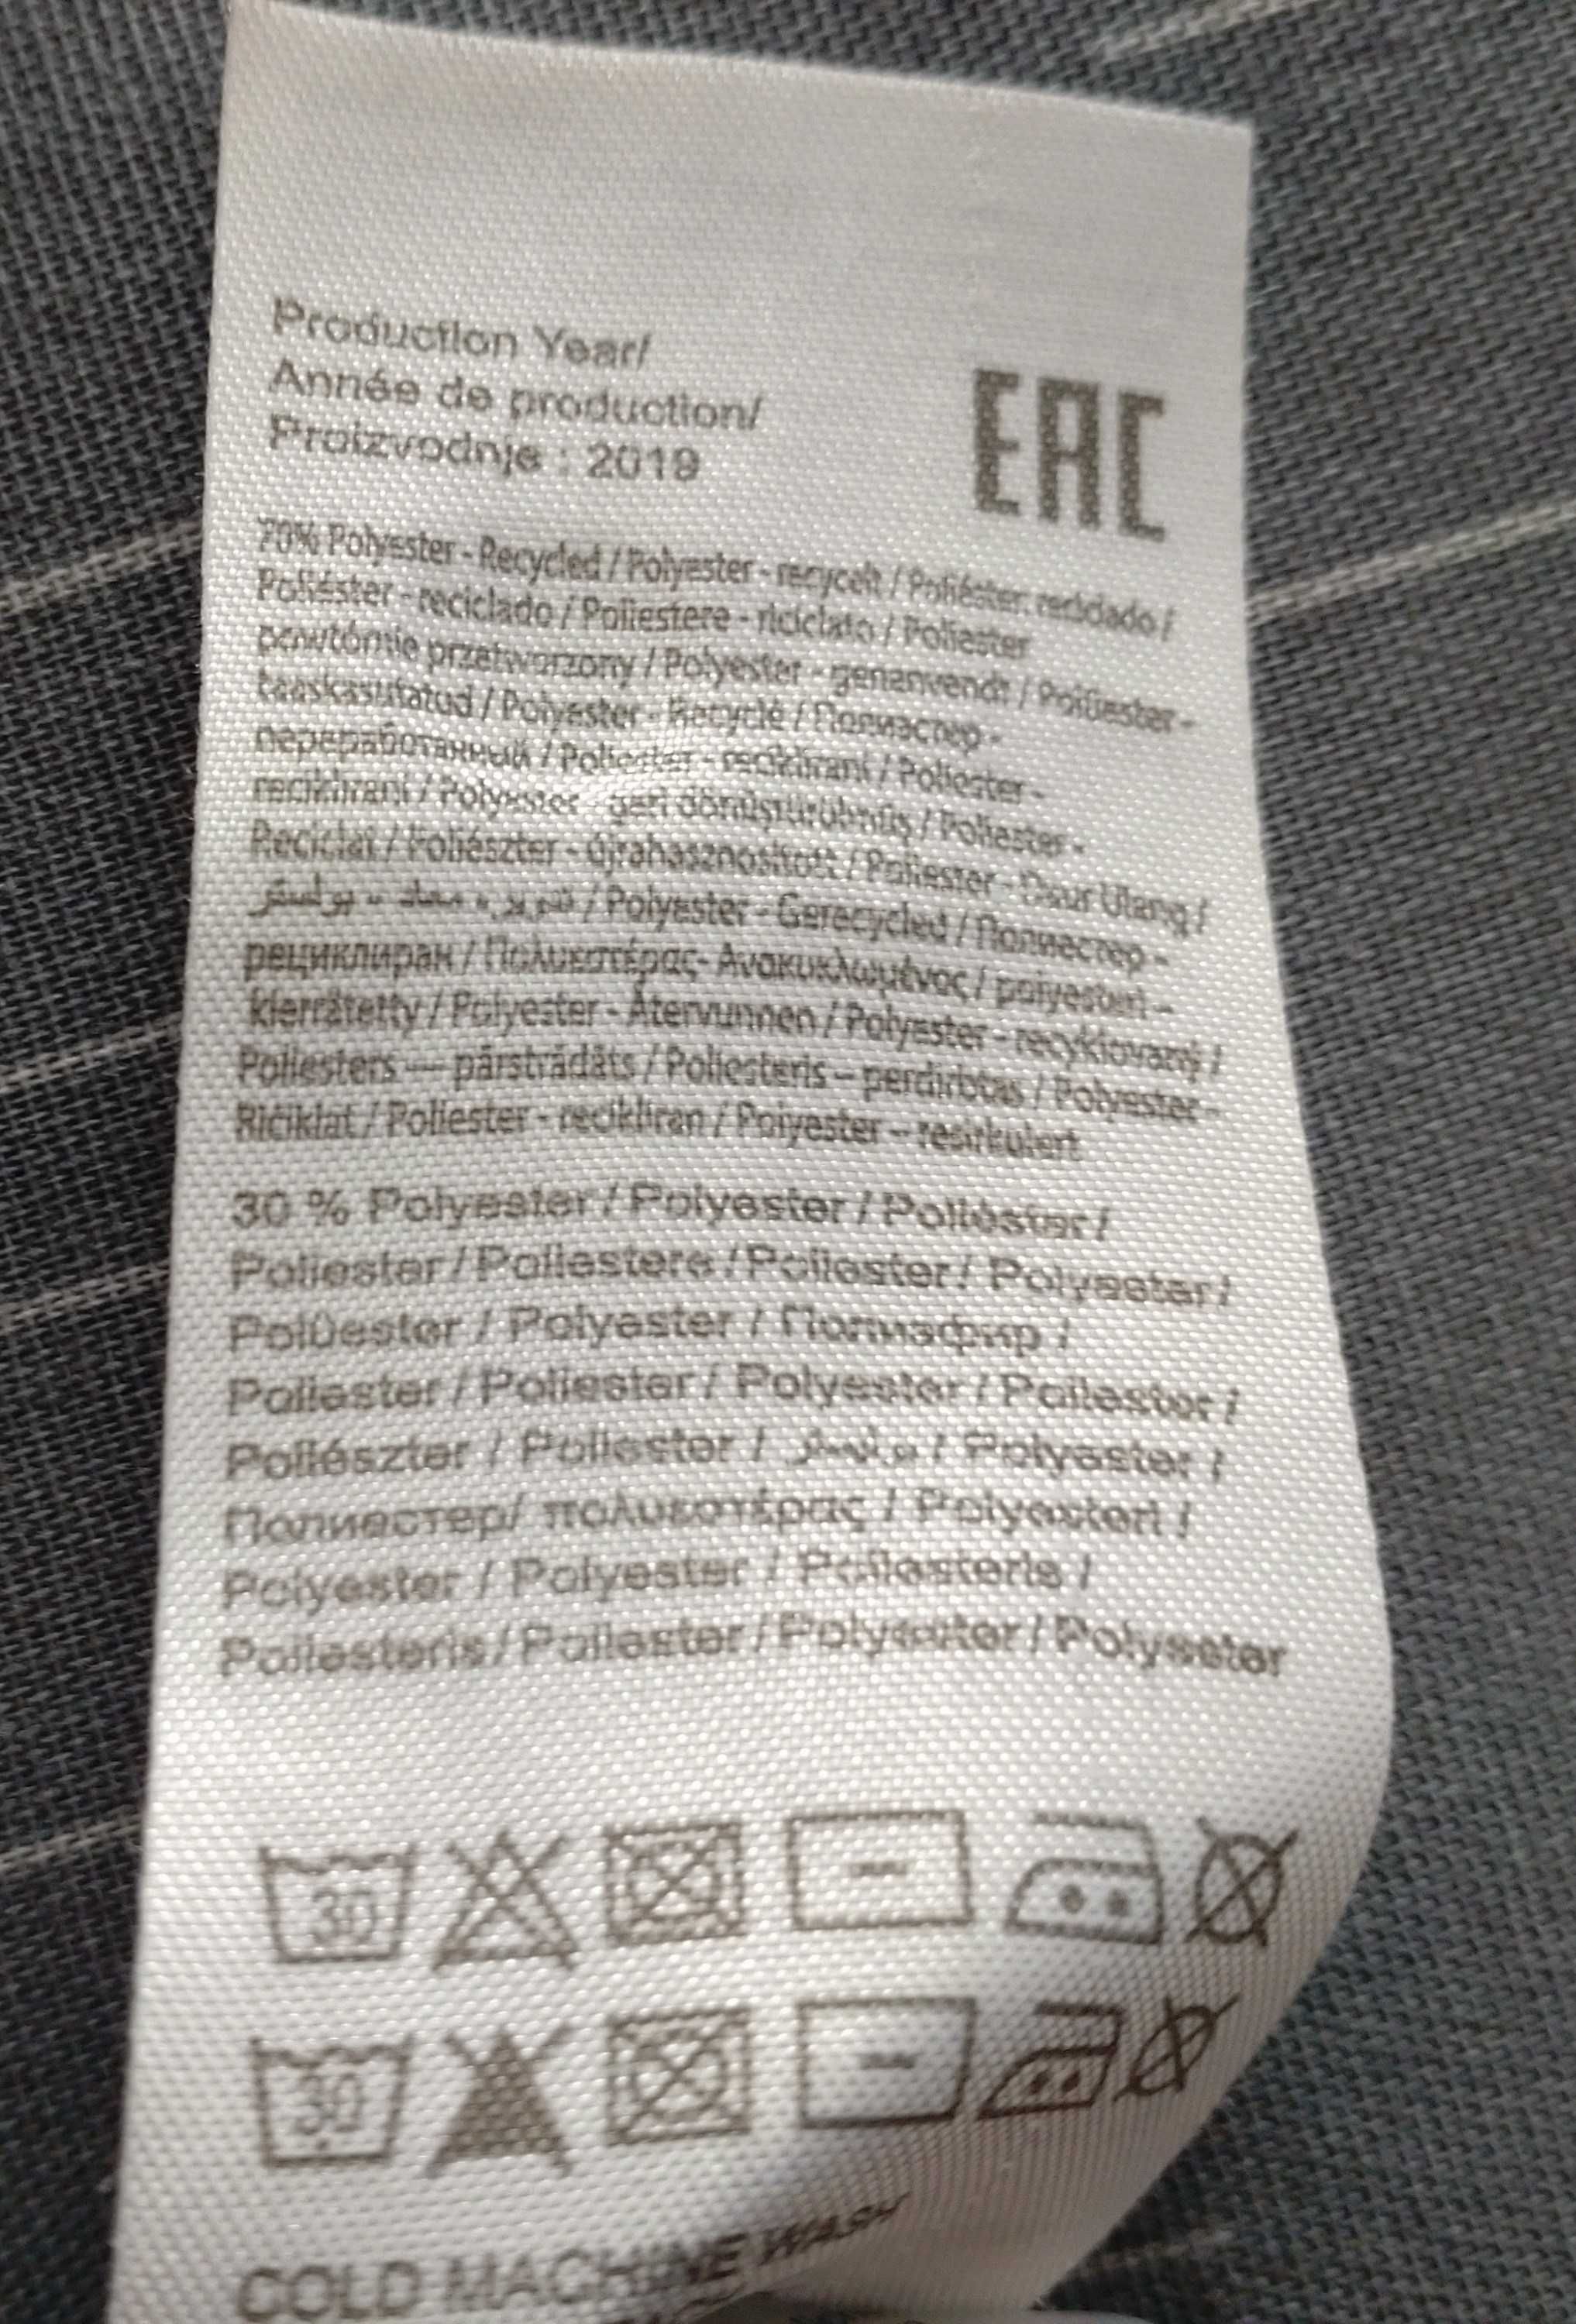 Production Year/
Année de production/
Proizvodnje : 2019
EAC
70% Polyester - Recycled / Polyester - recycelt / Poliéster: reciclado /
Poliéster - reciclado / Poliestere - riciclato / Poliester
powtórnie przetworzony / Polyester - genanvendt / Polüester -
taaskasutatud / Polyester - Recyclé / Полиэстер -
переработанный / Poliester - reciklirani / Poliester -
reciklirani / Polyester - geri dönüştürülmüş / Poliester -
Reciclat / Poliészter - újrahasznosított / Poliester - Daur Ulang /
/ Polyester - Gerecycled / Полиестер -
рециклиран / Πολυεστέρας- Ανακυκλωμένος / polyesteri –
kierrätetty / Polyester - Återvunnen / Polyester - recyklovaný /
Poliesters — pārstrādāts / Poliesteris – perdirbtas / Polyester -
Riċiklat / Poliester - recikliran / Polyester – resirkulert
30 % Polyester / Polyester / Poliéster /
Poliester / Poliestere / Poliester / Polyester /
Polüester / Polyester / Полиэфир /
Poliester / Poliester / Polyester / Poliester /
Poliészter / Poliester / بوليستر / Polyester /
Полиестер/ πολυεστέρας / Polyesteri /
Polyester / Polyester / Poliesteris /
Poliesteris / Poliester / Polyester / Polyester
30
30
COLD MACHINE WASH